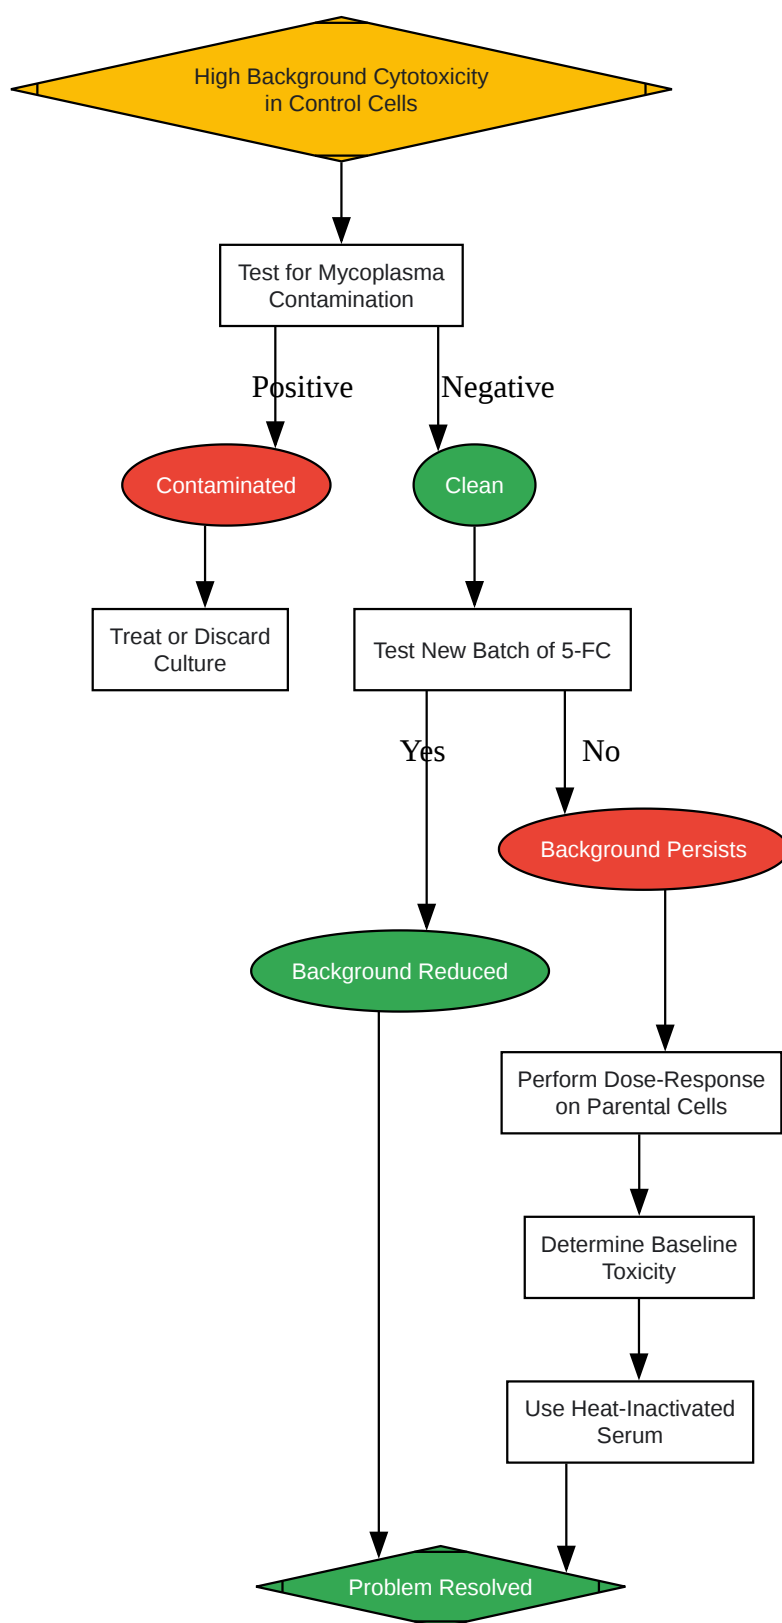 High Background Cytotoxicity
in Control Cells
Test for Mycoplasma
Contamination
Positive
Negative
Contaminated
Clean
Treat or Discard
Culture
Test New Batch of 5-FC
Yes
No
Background Persists
Background Reduced
Perform Dose-Response
on Parental Cells
Determine Baseline
Toxicity
Use Heat-Inactivated
Serum
Problem Resolved